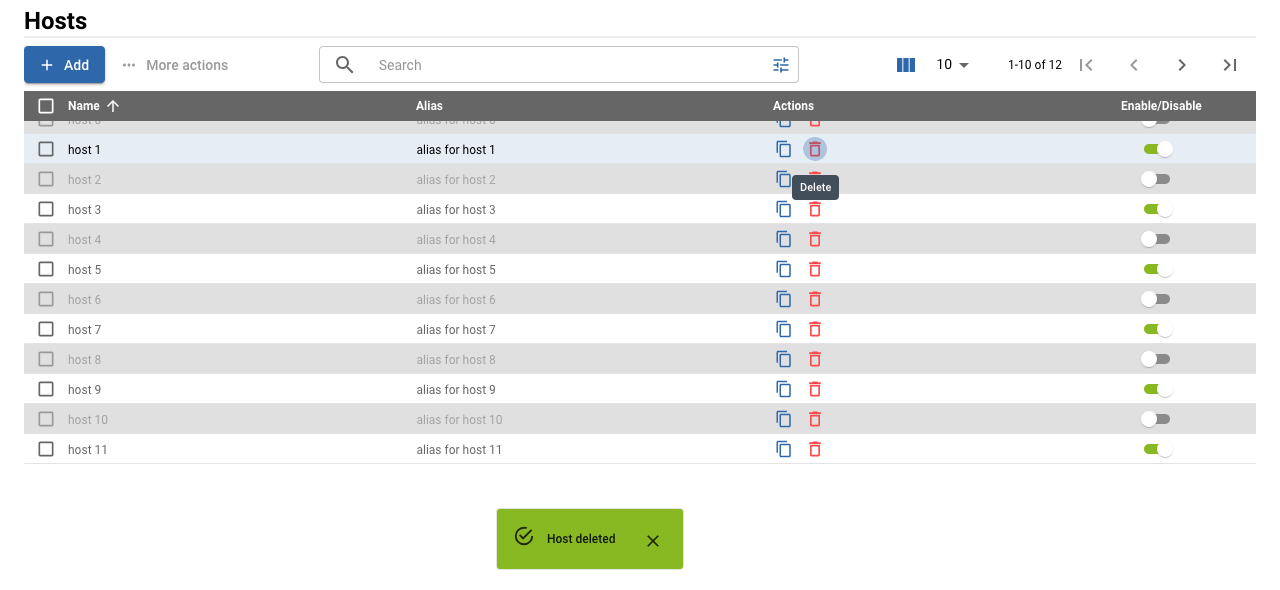 Hosts
+ Add ··· More actions Search 10 1-10 of 12
Name Alias Actions Enable/Disable
host 0 alias for host 0
host 1 alias for host 1
host 2 alias for host 2
Delete
host 3 alias for host 3
host 4 alias for host 4
host 5 alias for host 5
host 6 alias for host 6
host 7 alias for host 7
host 8 alias for host 8
host 9 alias for host 9
host 10 alias for host 10
host 11 alias for host 11
Host deleted